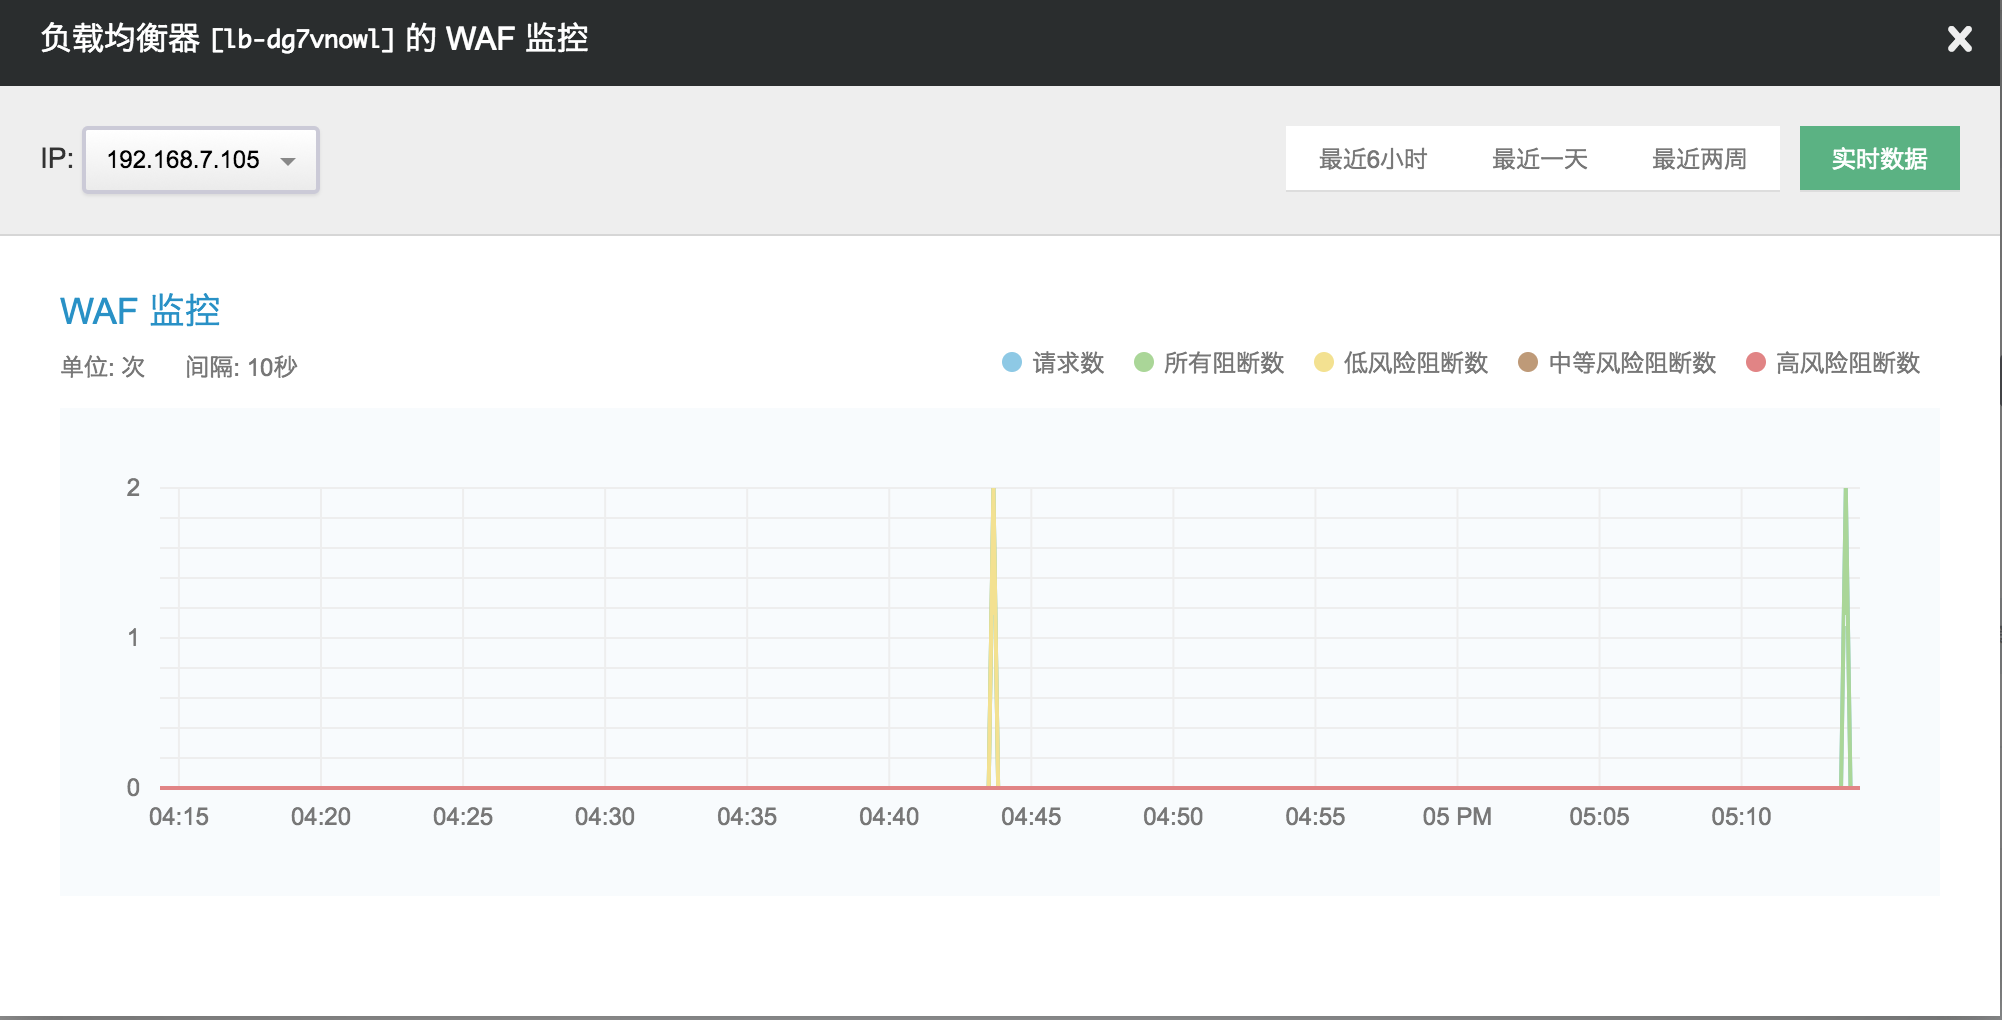 负载均衡器 [lb-dg7vnowl] 的 WAF 监控
IP: 192.168.7.105
最近6小时 最近一天 最近两周 实时数据
WAF 监控
单位: 次 间隔: 10秒
请求数 所有阻断数 低风险阻断数 中等风险阻断数 高风险阻断数
2
1
0
04:15 04:20 04:25 04:30 04:35 04:40 04:45 04:50 04:55 05 PM 05:05 05:10